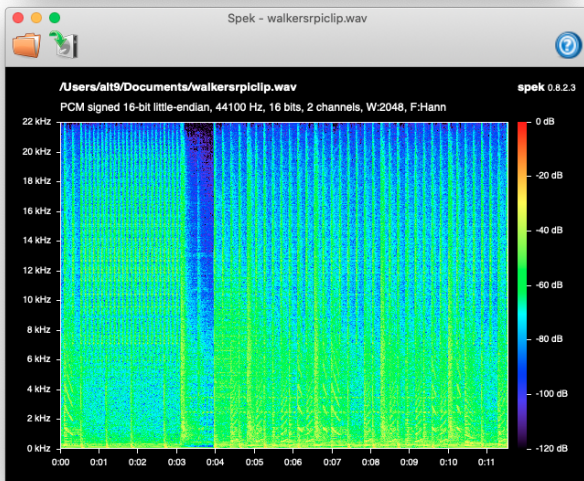 Spek - walkersrpiclip.wav
/Users/alt9/Documents/walkersrpiclip.wav
spek 0.8.2.3
PCM signed 16-bit little-endian, 44100 Hz, 16 bits, 2 channels, W:2048, F:Hann
22 kHz
20 kHz
18 kHz
16 kHz
14 kHz
12 kHz
10 kHz
8 kHz
6 kHz
4 kHz
2 kHz
0 kHz
0 dB
-20 dB
-40 dB
-60 dB
-80 dB
-100 dB
-120 dB
0:00 0:01 0:02 0:03 0:04 0:05 0:06 0:07 0:08 0:09 0:10 0:11